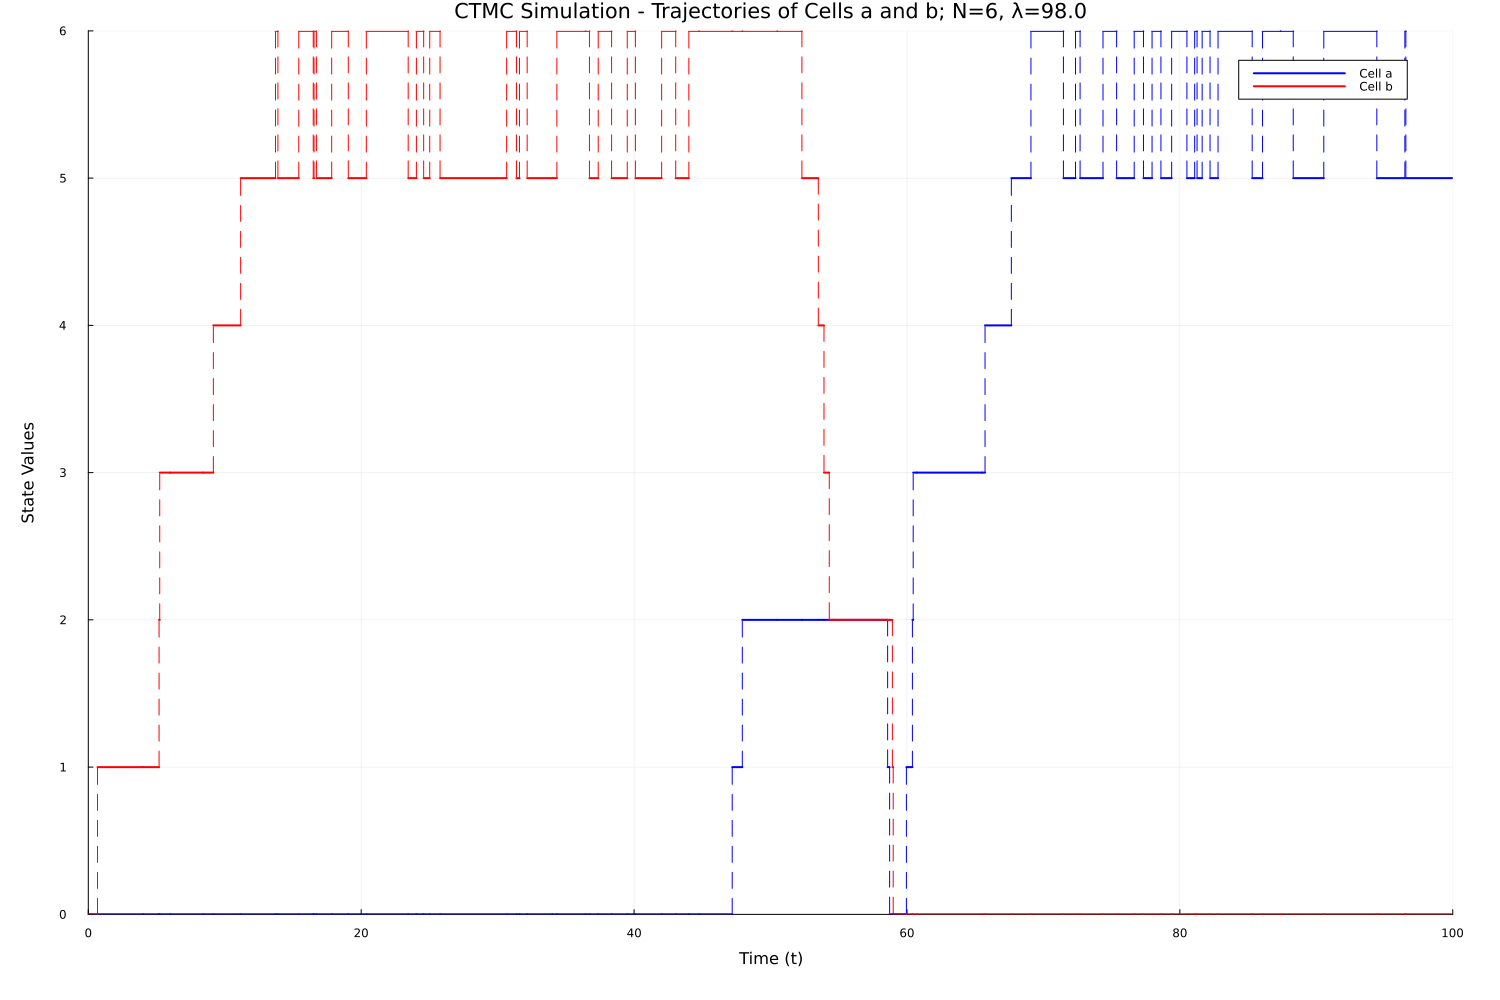 CTMC Simulation - Trajectories of Cells a and b; N=6, λ=98.0
6
5
4
3
2
1
0
State Values
Cell a
Cell b
0 20 40 60 80 100
Time (t)